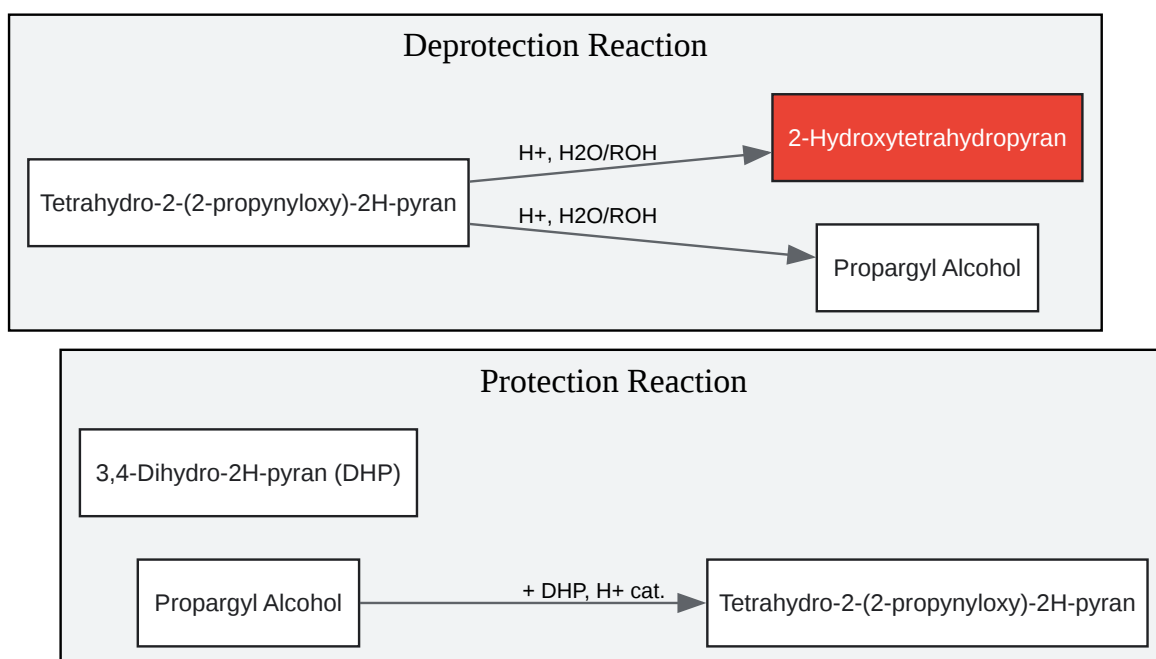 Deprotection Reaction
2-Hydroxytetrahydropyran
H+, H2O/ROH
Tetrahydro-2-(2-propynyloxy)-2H-pyran
H+, H2O/ROH
Propargyl Alcohol
Protection Reaction
3,4-Dihydro-2H-pyran (DHP)
Propargyl Alcohol
+ DHP, H+ cat.
Tetrahydro-2-(2-propynyloxy)-2H-pyran